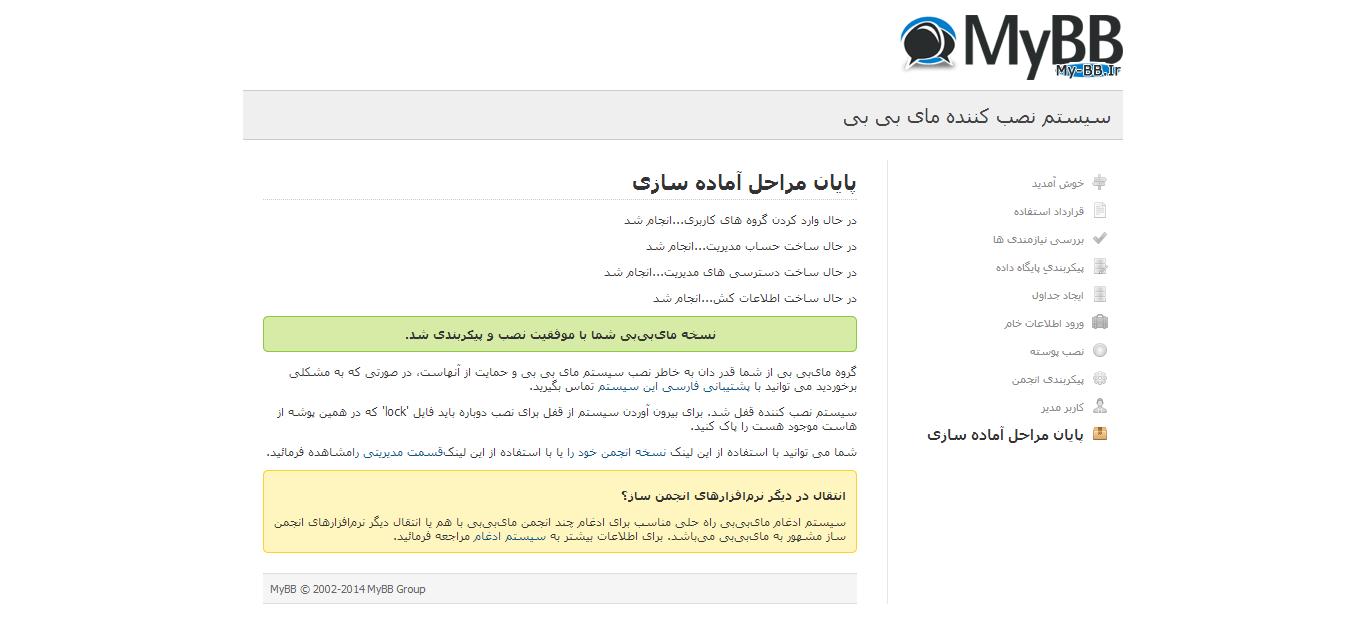 MyBB
My-BB.Ir
سیستم نصب کننده مای بی بی
خوش آمدید
قرارداد استفاده
بررسی نیازمندی ها
پیکربندیِ پایگاه داده
ایجاد جداول
ورود اطلاعات خام
نصب پوسته
پیکربندی انجمن
کاربر مدیر
پایان مراحل آماده سازی
پایان مراحل آماده سازی
در حال وارد کردن گروه های کاربری...انجام شد
در حال ساخت حساب مدیریت...انجام شد
در حال ساخت دسترسی های مدیریت...انجام شد
در حال ساخت اطلاعات کش...انجام شد
نسخه مای‌بی‌بی شما با موفقیت نصب و پیکربندی شد.
گروه مای‌بی بی از شما قدر دان به خاطر نصب سیستم مای بی بی و حمایت از آنهاست، در صورتی که به مشکلی
برخوردید می توانید با پشتیبانی فارسی این سیستم تماس بگیرید.
سیستم نصب کننده قفل شد. برای بیرون آوردن سیستم از قفل برای نصب دوباره باید فایل 'lock' که در همین پوشه از
هاست موجود هست را پاک کنید.
شما می توانید با استفاده از این لینک نسخه انجمن خود را یا با استفاده از این لینک‌قسمت مدیریتی رامشاهده فرمائید.
انتقال در دیگر نرم‌افزارهای انجمن ساز؟
سیستم ادغام مای‌بی‌بی راه حلی مناسب برای ادغام چند انجمن مای‌بی‌بی با هم یا انتقال دیگر نرم‌افزارهای انجمن
ساز مشهور به مای‌بی‌بی می‌باشد. برای اطلاعات بیشتر به سیستم ادغام مراجعه فرمائید.
MyBB © 2002-2014 MyBB Group